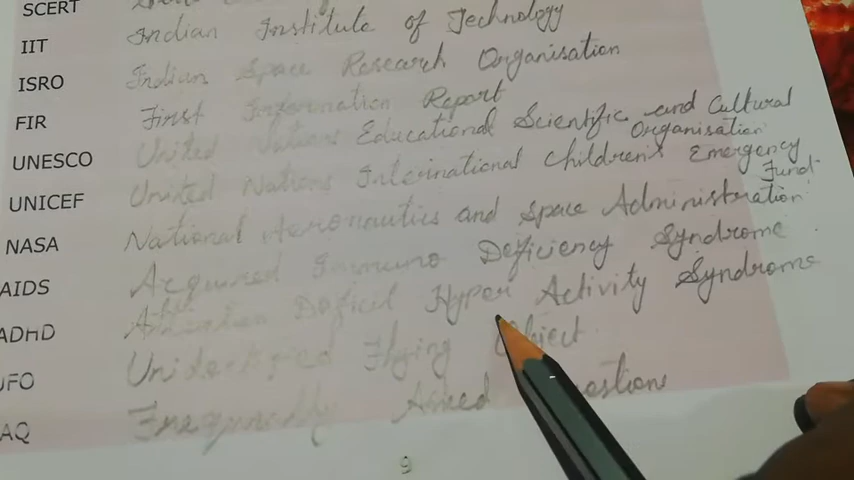 SCERT
IIT Indian Institute of Technology
ISRO Indian Space Research Organisation
FIR First Information Report
UNESCO United Nations Educational Scientific and Cultural
Organisation
UNICEF United Nations International Children's Emergency
Fund
NASA National Aeronautics and Space Administration
AIDS Acquired Immuno Deficiency Syndrome
ADHD Attention Deficit Hyper Activity Syndrome
UFO Unidentified Flying Object
AQ Frequently Asked
9